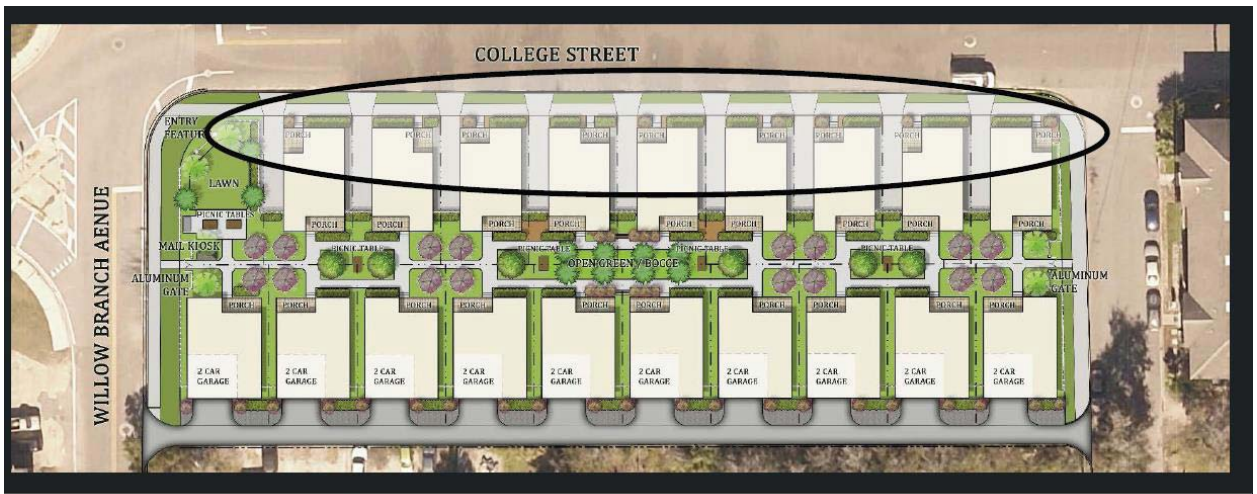 COLLEGE STREET
ENTRY
FEATUR
PORCH
PORCH
PORCH
PORCH
PORCH
PORCH
PORCH
PORCH
PORCH
LAWN
PICNIC TABLES
WILLOW BRANCH AENUE
PORCH
PORCH
PORCH
PORCH
PORCH
PORCH
PORCH
PORCH
PORCH
MAIL KIOSK
PICNIC TABLE
PICNIC TABLE
PICNIC TABLE
PICNIC TABLE
OPEN GREEN / BOCCE
ALUMINUM
GATE
ALUMINUM
GATE
PORCH
PORCH
PORCH
PORCH
PORCH
PORCH
PORCH
PORCH
PORCH
PORCH
2 CAR
GARAGE
2 CAR
GARAGE
2 CAR
GARAGE
2 CAR
GARAGE
2 CAR
GARAGE
2 CAR
GARAGE
2 CAR
GARAGE
2 CAR
GARAGE
2 CAR
GARAGE
2 CAR
GARAGE